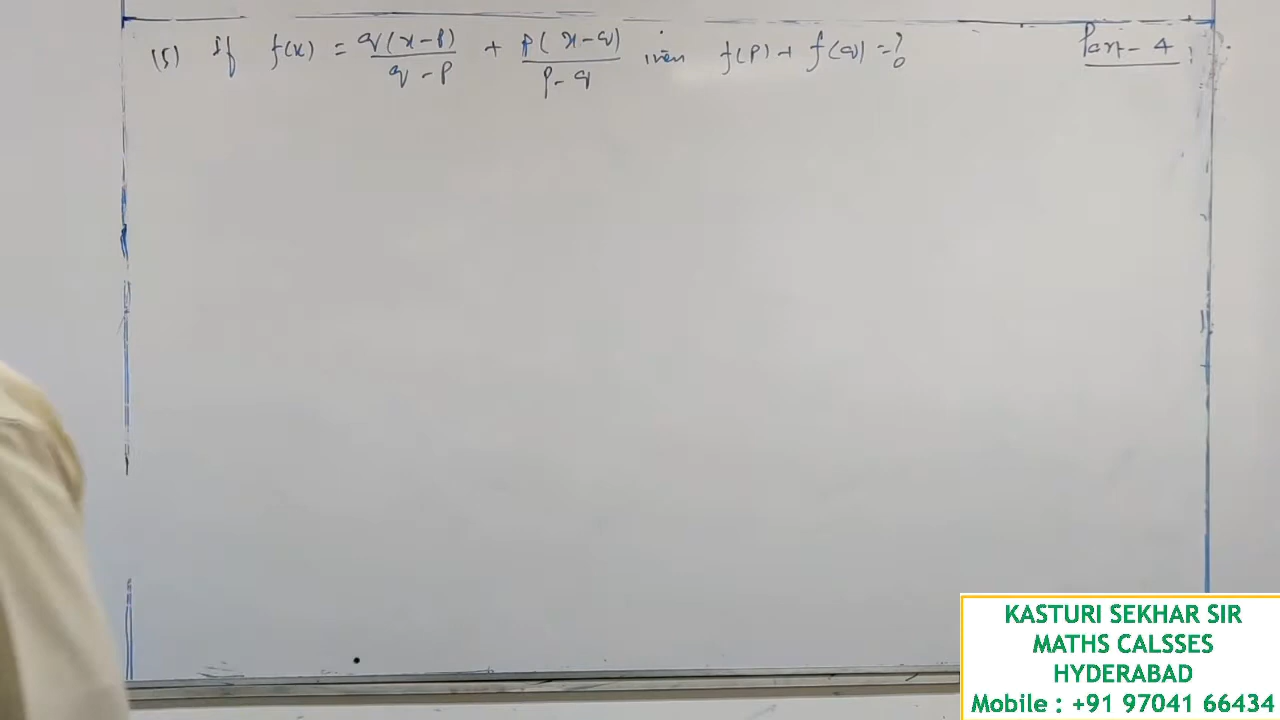 (5) If f(x) = q(x-p)/q-p + p(x-q)/p-q then f(p) + f(q) = ?
Part - 4
KASTURI SEKHAR SIR
MATHS CALSSES
HYDERABAD
Mobile : +91 97041 66434